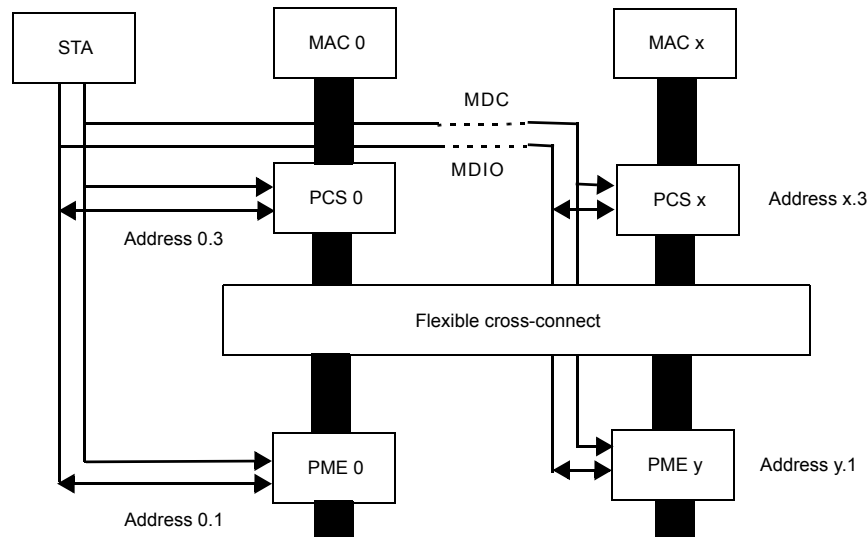 STA
MAC 0
MAC x
MDC
MDIO
PCS 0
PCS x
Address x.3
Address 0.3
Flexible cross-connect
PME 0
PME y
Address y.1
Address 0.1